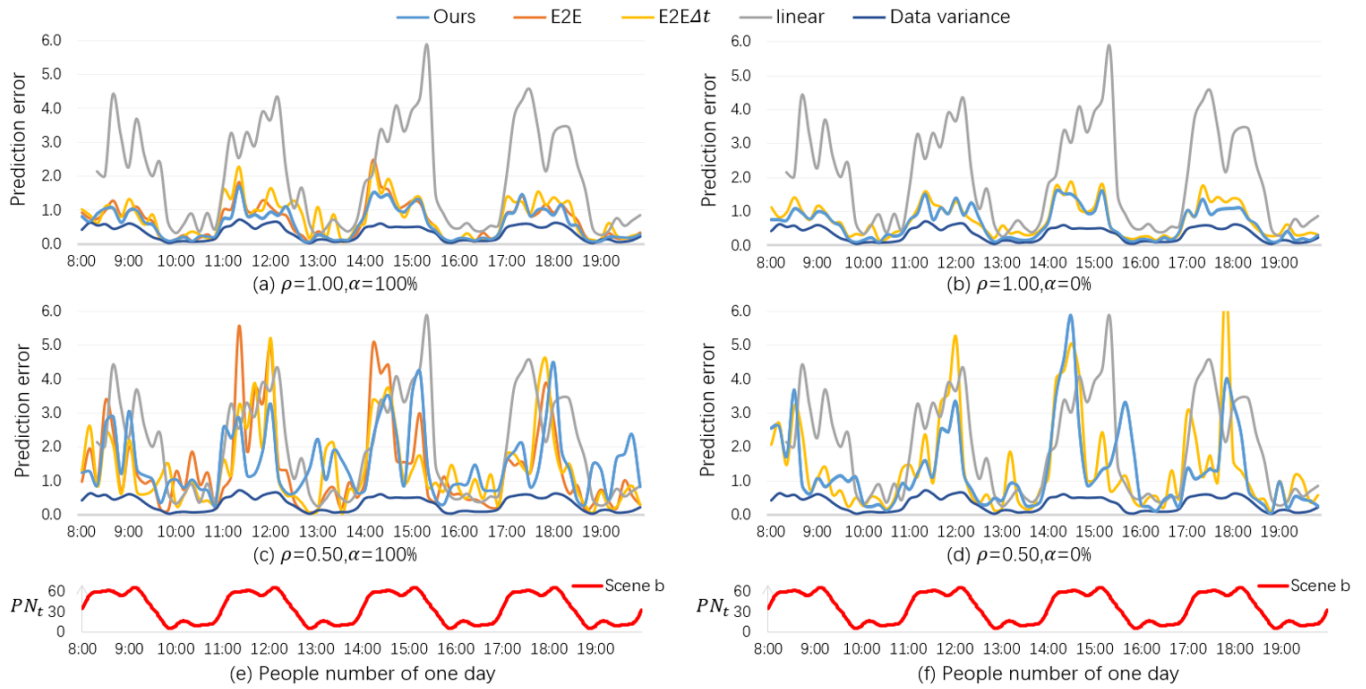 Ours E2E E2EΔt linear Data variance
Prediction error
6.0
5.0
4.0
3.0
2.0
1.0
0.0
8:00 9:00 10:00 11:00 12:00 13:00 14:00 15:00 16:00 17:00 18:00 19:00
(a) ρ=1.00,α=100%
Prediction error
6.0
5.0
4.0
3.0
2.0
1.0
0.0
8:00 9:00 10:00 11:00 12:00 13:00 14:00 15:00 16:00 17:00 18:00 19:00
(b) ρ=1.00,α=0%
Prediction error
6.0
5.0
4.0
3.0
2.0
1.0
0.0
8:00 9:00 10:00 11:00 12:00 13:00 14:00 15:00 16:00 17:00 18:00 19:00
(c) ρ=0.50,α=100%
Prediction error
6.0
5.0
4.0
3.0
2.0
1.0
0.0
8:00 9:00 10:00 11:00 12:00 13:00 14:00 15:00 16:00 17:00 18:00 19:00
(d) ρ=0.50,α=0%
Scene b
PNt
60
30
0
8:00 9:00 10:00 11:00 12:00 13:00 14:00 15:00 16:00 17:00 18:00 19:00
(e) People number of one day
Scene b
PNt
60
30
0
8:00 9:00 10:00 11:00 12:00 13:00 14:00 15:00 16:00 17:00 18:00 19:00
(f) People number of one day